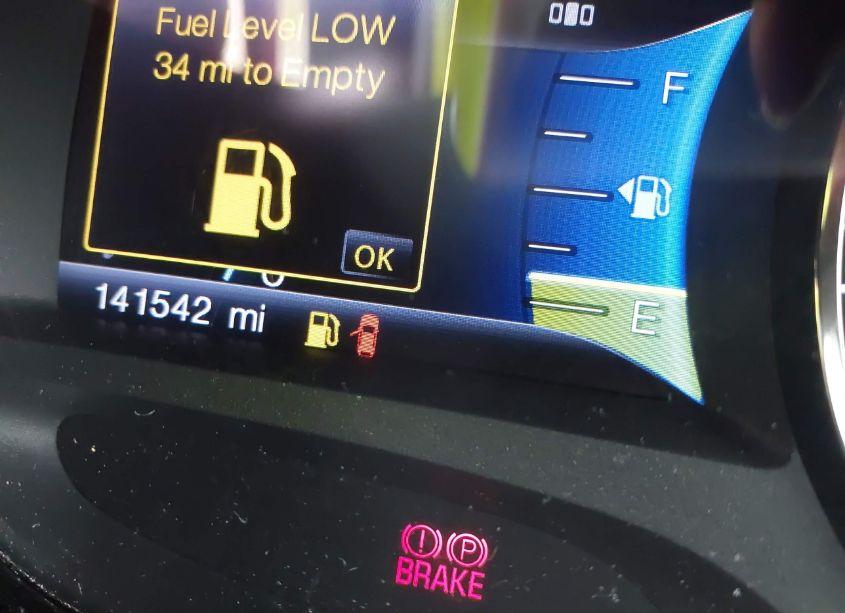 Fuel Level LOW
34 mi to Empty
OK
F
E
141542 mi
! P
BRAKE